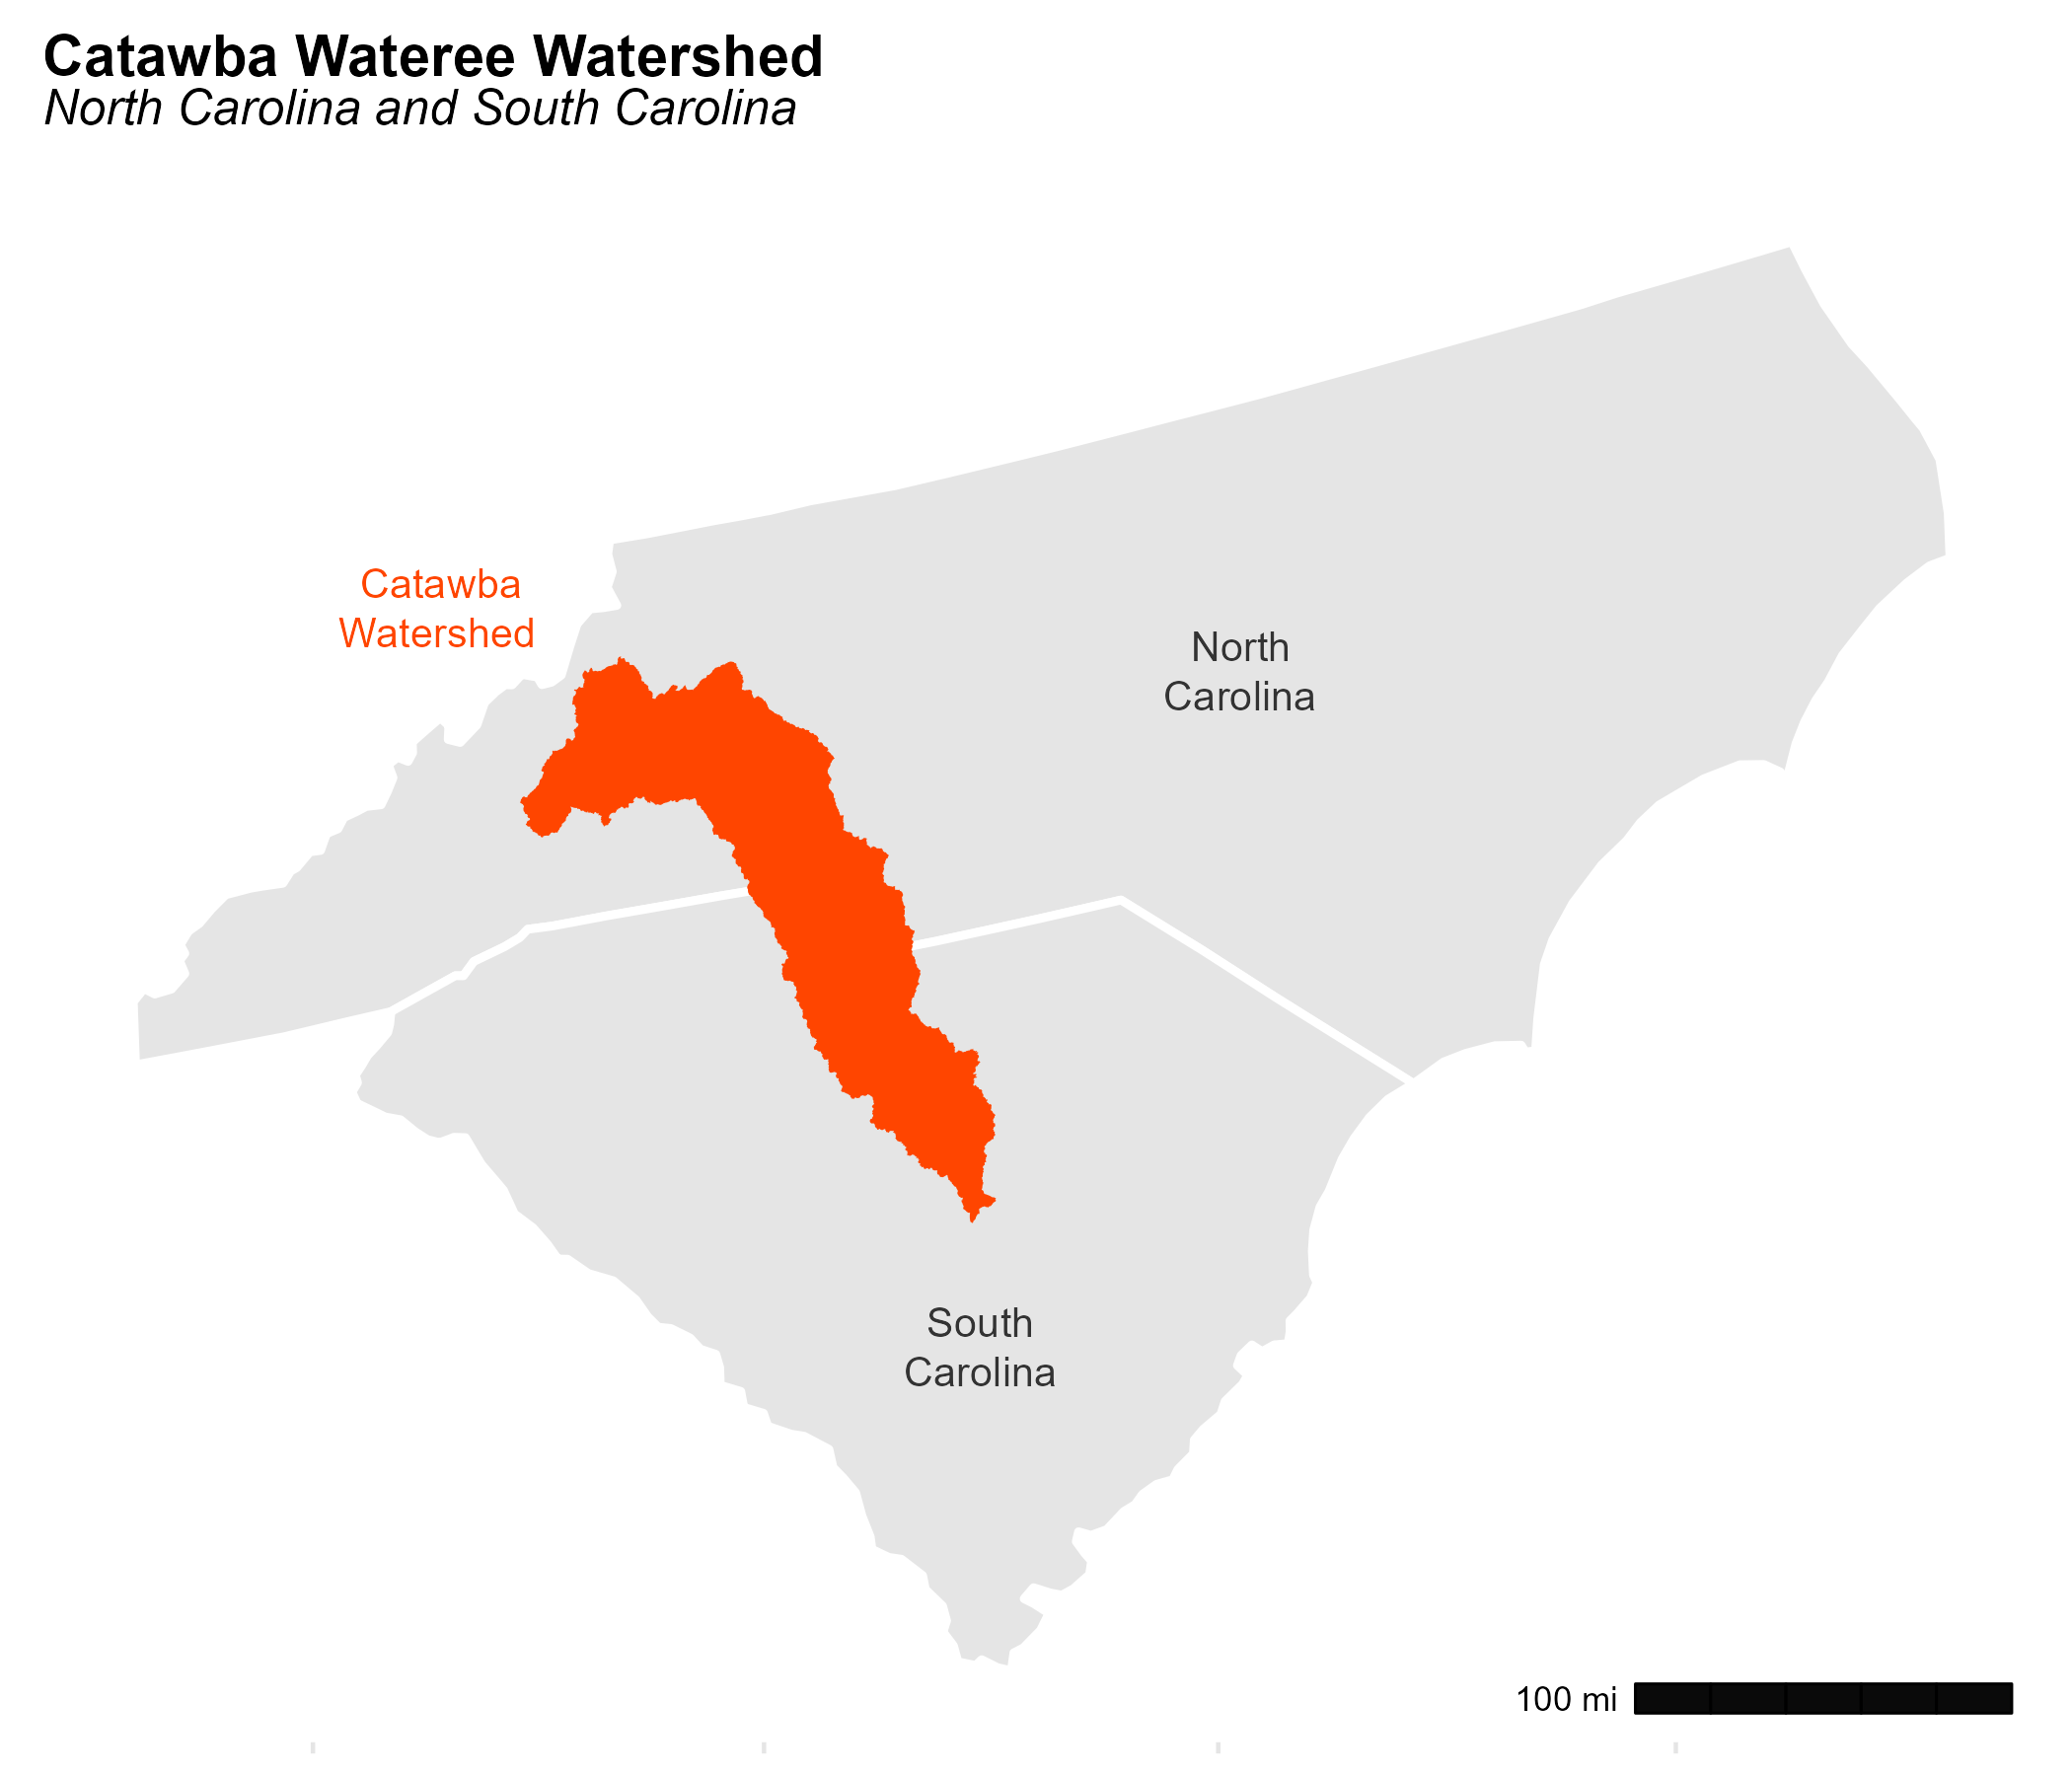 Catawba Wateree Watershed
North Carolina and South Carolina
Catawba
Watershed
North
Carolina
South
Carolina
100 mi